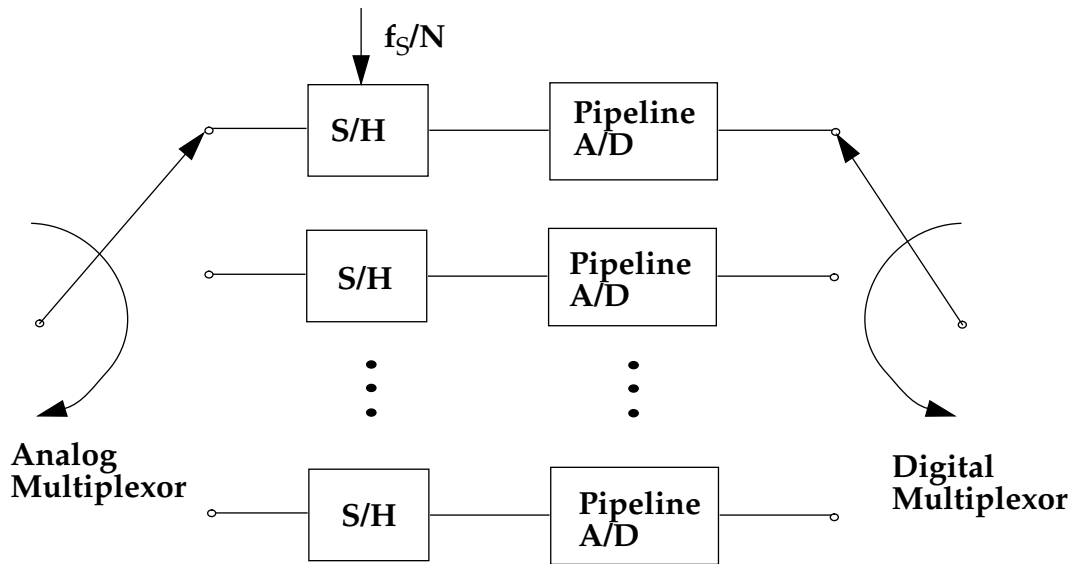 fS/N
S/H
Pipeline
A/D
S/H
Pipeline
A/D
Analog
Multiplexor
S/H
Pipeline
A/D
Digital
Multiplexor